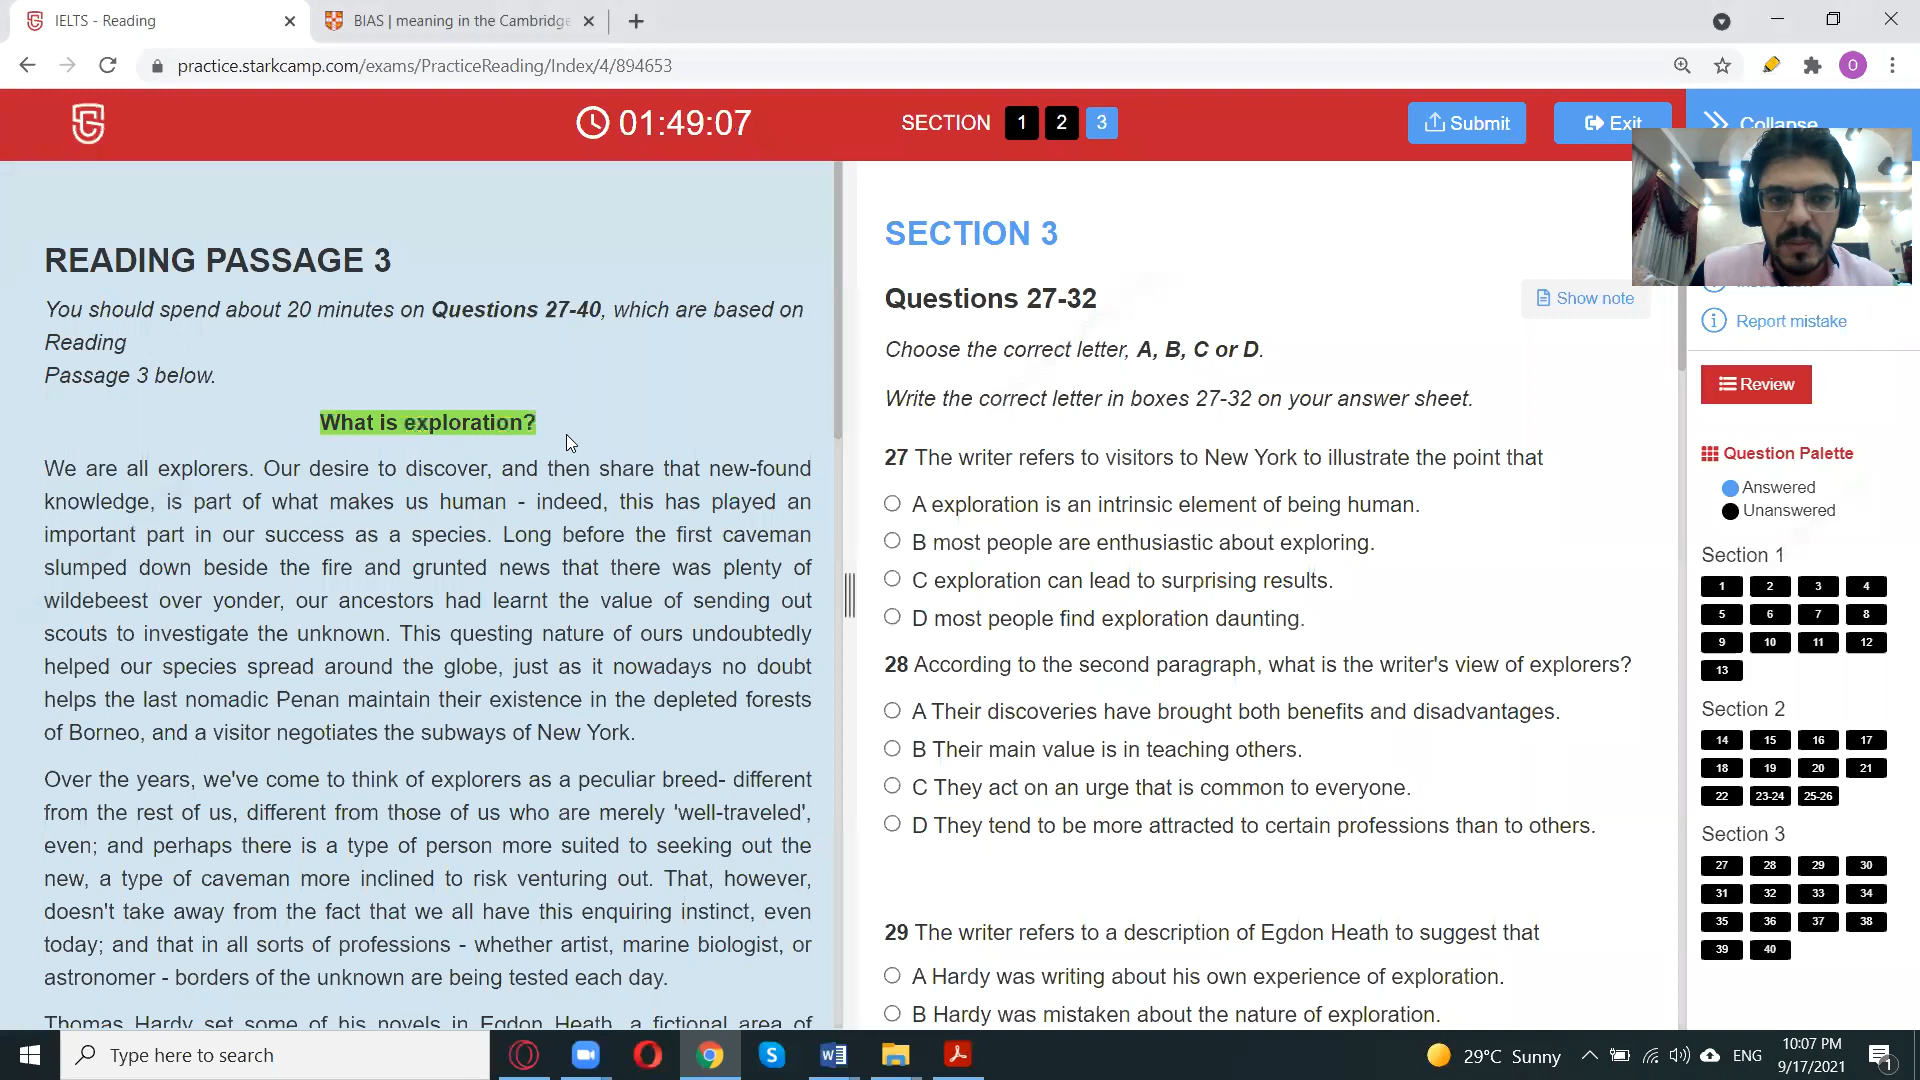 IELTS - Reading
BIAS | meaning in the Cambridge
practice.starkcamp.com/exams/PracticeReading/Index/4/894653
O
01:49:07
SECTION 1 2 3
Submit
Exit
Collapse
READING PASSAGE 3
You should spend about 20 minutes on Questions 27-40, which are based on
Reading
Passage 3 below.
What is exploration?
We are all explorers. Our desire to discover, and then share that new-found
knowledge, is part of what makes us human - indeed, this has played an
important part in our success as a species. Long before the first caveman
slumped down beside the fire and grunted news that there was plenty of
wildebeest over yonder, our ancestors had learnt the value of sending out
scouts to investigate the unknown. This questing nature of ours undoubtedly
helped our species spread around the globe, just as it nowadays no doubt
helps the last nomadic Penan maintain their existence in the depleted forests
of Borneo, and a visitor negotiates the subways of New York.
Over the years, we've come to think of explorers as a peculiar breed- different
from the rest of us, different from those of us who are merely 'well-traveled',
even; and perhaps there is a type of person more suited to seeking out the
new, a type of caveman more inclined to risk venturing out. That, however,
doesn't take away from the fact that we all have this enquiring instinct, even
today; and that in all sorts of professions - whether artist, marine biologist, or
astronomer - borders of the unknown are being tested each day.
Thomas Hardy set some of his novels in Egdon Heath, a fictional area of
SECTION 3
Questions 27-32
Show note
Choose the correct letter, A, B, C or D.
Write the correct letter in boxes 27-32 on your answer sheet.
27 The writer refers to visitors to New York to illustrate the point that
A exploration is an intrinsic element of being human.
B most people are enthusiastic about exploring.
C exploration can lead to surprising results.
D most people find exploration daunting.
28 According to the second paragraph, what is the writer's view of explorers?
A Their discoveries have brought both benefits and disadvantages.
B Their main value is in teaching others.
C They act on an urge that is common to everyone.
D They tend to be more attracted to certain professions than to others.
29 The writer refers to a description of Egdon Heath to suggest that
A Hardy was writing about his own experience of exploration.
B Hardy was mistaken about the nature of exploration.
Report mistake
Review
Question Palette
Answered
Unanswered
Section 1
1 2 3 4
5 6 7 8
9 10 11 12
13
Section 2
14 15 16 17
18 19 20 21
22 23-24 25-26
Section 3
27 28 29 30
31 32 33 34
35 36 37 38
39 40
Type here to search
29°C Sunny
ENG
10:07 PM
9/17/2021
1